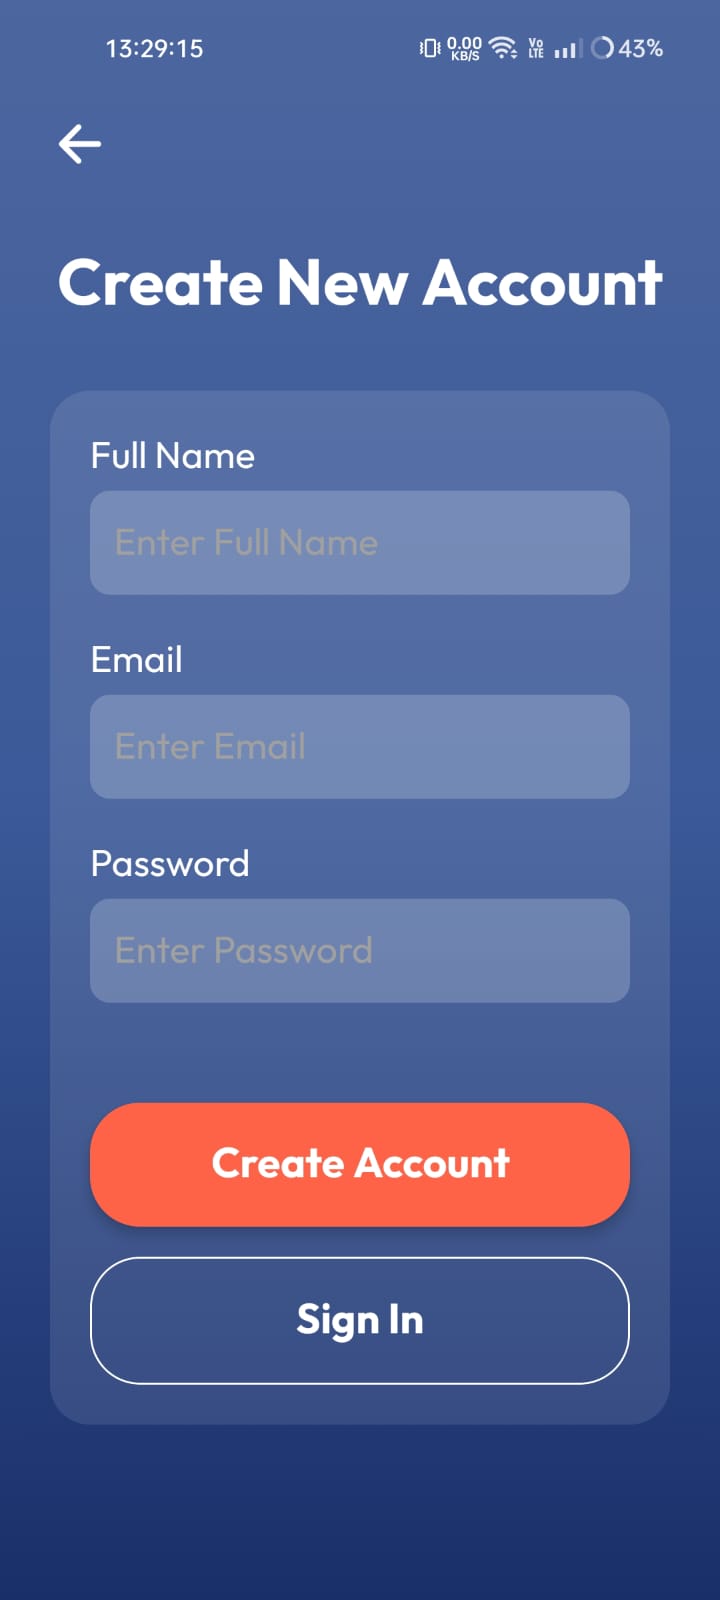 13:29:15 0.00 KB/S Vo LTE 43%
Create New Account
Full Name
Enter Full Name
Email
Enter Email
Password
Enter Password
Create Account
Sign In